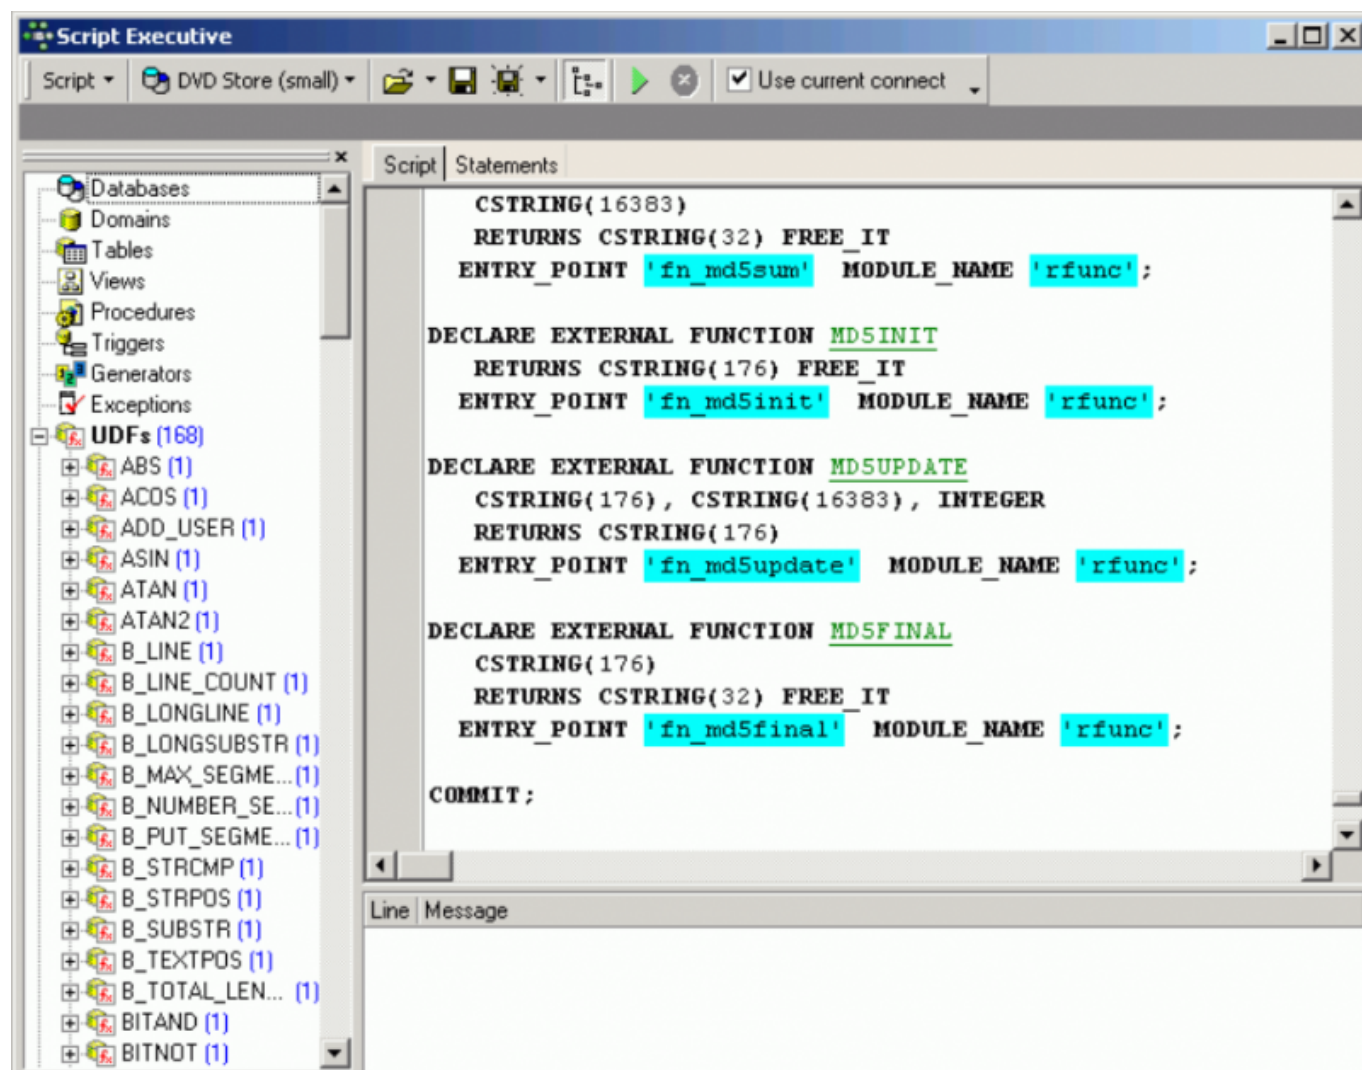 Script Executive
Script DVD Store (small) Use current connect
Script Statements
Databases
Domains
Tables
Views
Procedures
Triggers
Generators
Exceptions
UDFs (168)
ABS (1)
ACOS (1)
ADD_USER (1)
ASIN (1)
ATAN (1)
ATAN2 (1)
B_LINE (1)
B_LINE_COUNT (1)
B_LONGLINE (1)
B_LONGSUBSTR (1)
B_MAX_SEGME... (1)
B_NUMBER_SE... (1)
B_PUT_SEGME... (1)
B_STRCMP (1)
B_STRPOS (1)
B_SUBSTR (1)
B_TEXTPOS (1)
B_TOTAL_LEN... (1)
BITAND (1)
BITNOT (1)
CSTRING(16383)
RETURNS CSTRING(32) FREE_IT
ENTRY_POINT 'fn_md5sum' MODULE_NAME 'rfunc';
DECLARE EXTERNAL FUNCTION MD5INIT
RETURNS CSTRING(176) FREE_IT
ENTRY_POINT 'fn_md5init' MODULE_NAME 'rfunc';
DECLARE EXTERNAL FUNCTION MD5UPDATE
CSTRING(176), CSTRING(16383), INTEGER
RETURNS CSTRING(176)
ENTRY_POINT 'fn_md5update' MODULE_NAME 'rfunc';
DECLARE EXTERNAL FUNCTION MD5FINAL
CSTRING(176)
RETURNS CSTRING(32) FREE_IT
ENTRY_POINT 'fn_md5final' MODULE_NAME 'rfunc';
COMMIT;
Line Message